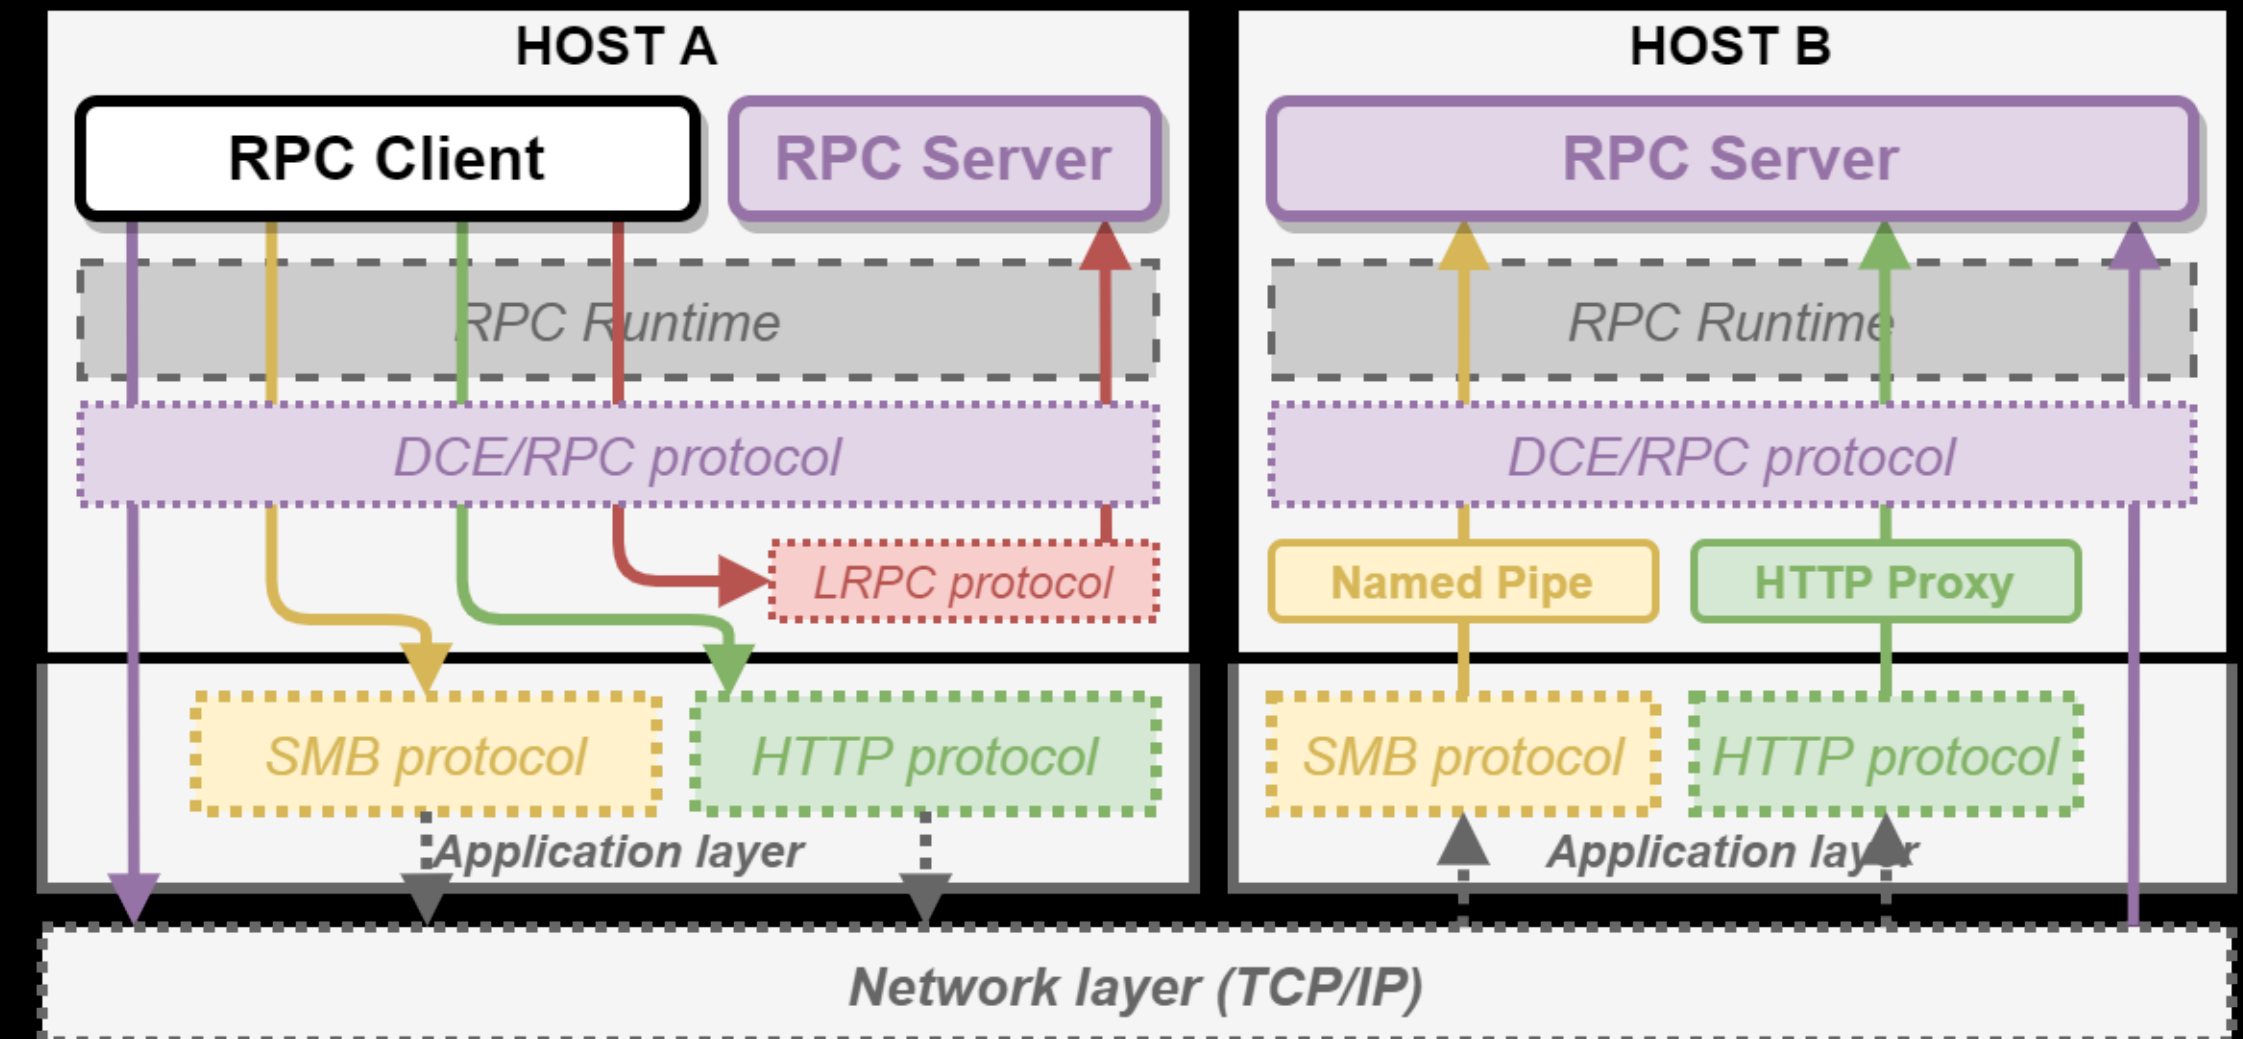 HOST A
HOST B
RPC Client
RPC Server
RPC Server
RPC Runtime
RPC Runtime
DCE/RPC protocol
DCE/RPC protocol
LRPC protocol
Named Pipe
HTTP Proxy
SMB protocol
HTTP protocol
SMB protocol
HTTP protocol
Application layer
Application layer
Network layer (TCP/IP)